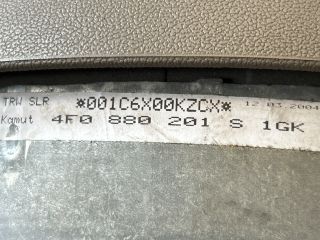 TRW SLR *001C6X00KZCX* 12.03.2004
Kamut 4F0 880 201 S 1GK